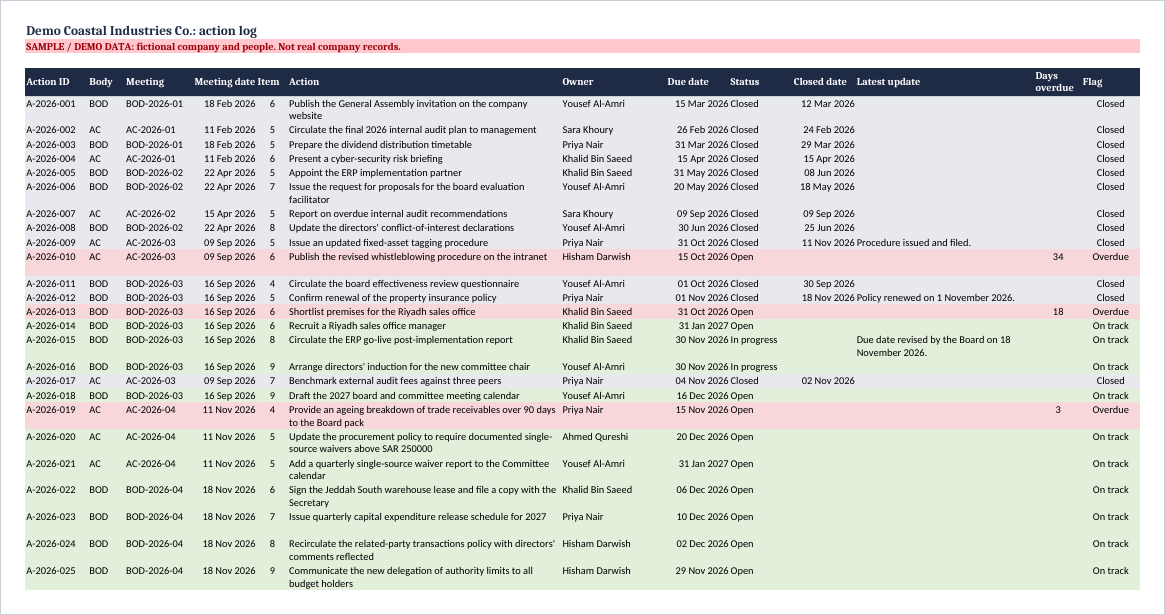 Demo Coastal Industries Co.: action log
SAMPLE / DEMO DATA: fictional company and people. Not real company records.
Action ID Body Meeting Meeting date Item Action Owner Due date Status Closed date Latest update Days overdue Flag
A-2026-001 BOD BOD-2026-01 18 Feb 2026 6 Publish the General Assembly invitation on the company Yousef Al-Amri 15 Mar 2026 Closed 12 Mar 2026 Closed
website
A-2026-002 AC AC-2026-01 11 Feb 2026 5 Circulate the final 2026 internal audit plan to management Sara Khoury 26 Feb 2026 Closed 24 Feb 2026 Closed
A-2026-003 BOD BOD-2026-01 18 Feb 2026 5 Prepare the dividend distribution timetable Priya Nair 31 Mar 2026 Closed 29 Mar 2026 Closed
A-2026-004 AC AC-2026-01 11 Feb 2026 6 Present a cyber-security risk briefing Khalid Bin Saeed 15 Apr 2026 Closed 15 Apr 2026 Closed
A-2026-005 BOD BOD-2026-02 22 Apr 2026 5 Appoint the ERP implementation partner Khalid Bin Saeed 31 May 2026 Closed 08 Jun 2026 Closed
A-2026-006 BOD BOD-2026-02 22 Apr 2026 7 Issue the request for proposals for the board evaluation Yousef Al-Amri 20 May 2026 Closed 18 May 2026 Closed
facilitator
A-2026-007 AC AC-2026-02 15 Apr 2026 5 Report on overdue internal audit recommendations Sara Khoury 09 Sep 2026 Closed 09 Sep 2026 Closed
A-2026-008 BOD BOD-2026-02 22 Apr 2026 8 Update the directors' conflict-of-interest declarations Yousef Al-Amri 30 Jun 2026 Closed 25 Jun 2026 Closed
A-2026-009 AC AC-2026-03 09 Sep 2026 5 Issue an updated fixed-asset tagging procedure Priya Nair 31 Oct 2026 Closed 11 Nov 2026 Procedure issued and filed. Closed
A-2026-010 AC AC-2026-03 09 Sep 2026 6 Publish the revised whistleblowing procedure on the intranet Hisham Darwish 15 Oct 2026 Open 34 Overdue
A-2026-011 BOD BOD-2026-03 16 Sep 2026 4 Circulate the board effectiveness review questionnaire Yousef Al-Amri 01 Oct 2026 Closed 30 Sep 2026 Closed
A-2026-012 BOD BOD-2026-03 16 Sep 2026 5 Confirm renewal of the property insurance policy Priya Nair 01 Nov 2026 Closed 18 Nov 2026 Policy renewed on 1 November 2026. Closed
A-2026-013 BOD BOD-2026-03 16 Sep 2026 6 Shortlist premises for the Riyadh sales office Khalid Bin Saeed 31 Oct 2026 Open 18 Overdue
A-2026-014 BOD BOD-2026-03 16 Sep 2026 6 Recruit a Riyadh sales office manager Khalid Bin Saeed 31 Jan 2027 Open On track
A-2026-015 BOD BOD-2026-03 16 Sep 2026 8 Circulate the ERP go-live post-implementation report Khalid Bin Saeed 30 Nov 2026 In progress Due date revised by the Board on 18 On track
November 2026.
A-2026-016 BOD BOD-2026-03 16 Sep 2026 9 Arrange directors' induction for the new committee chair Yousef Al-Amri 30 Nov 2026 In progress On track
A-2026-017 AC AC-2026-03 09 Sep 2026 7 Benchmark external audit fees against three peers Priya Nair 04 Nov 2026 Closed 02 Nov 2026 Closed
A-2026-018 BOD BOD-2026-03 16 Sep 2026 9 Draft the 2027 board and committee meeting calendar Yousef Al-Amri 16 Dec 2026 Open On track
A-2026-019 AC AC-2026-04 11 Nov 2026 4 Provide an ageing breakdown of trade receivables over 90 days Priya Nair 15 Nov 2026 Open 3 Overdue
to the Board pack
A-2026-020 AC AC-2026-04 11 Nov 2026 5 Update the procurement policy to require documented single- Ahmed Qureshi 20 Dec 2026 Open On track
source waivers above SAR 250000
A-2026-021 AC AC-2026-04 11 Nov 2026 5 Add a quarterly single-source waiver report to the Committee Yousef Al-Amri 31 Jan 2027 Open On track
calendar
A-2026-022 BOD BOD-2026-04 18 Nov 2026 6 Sign the Jeddah South warehouse lease and file a copy with the Khalid Bin Saeed 06 Dec 2026 Open On track
Secretary
A-2026-023 BOD BOD-2026-04 18 Nov 2026 7 Issue quarterly capital expenditure release schedule for 2027 Priya Nair 10 Dec 2026 Open On track
A-2026-024 BOD BOD-2026-04 18 Nov 2026 8 Recirculate the related-party transactions policy with directors' Hisham Darwish 02 Dec 2026 Open On track
comments reflected
A-2026-025 BOD BOD-2026-04 18 Nov 2026 9 Communicate the new delegation of authority limits to all Hisham Darwish 29 Nov 2026 Open On track
budget holders